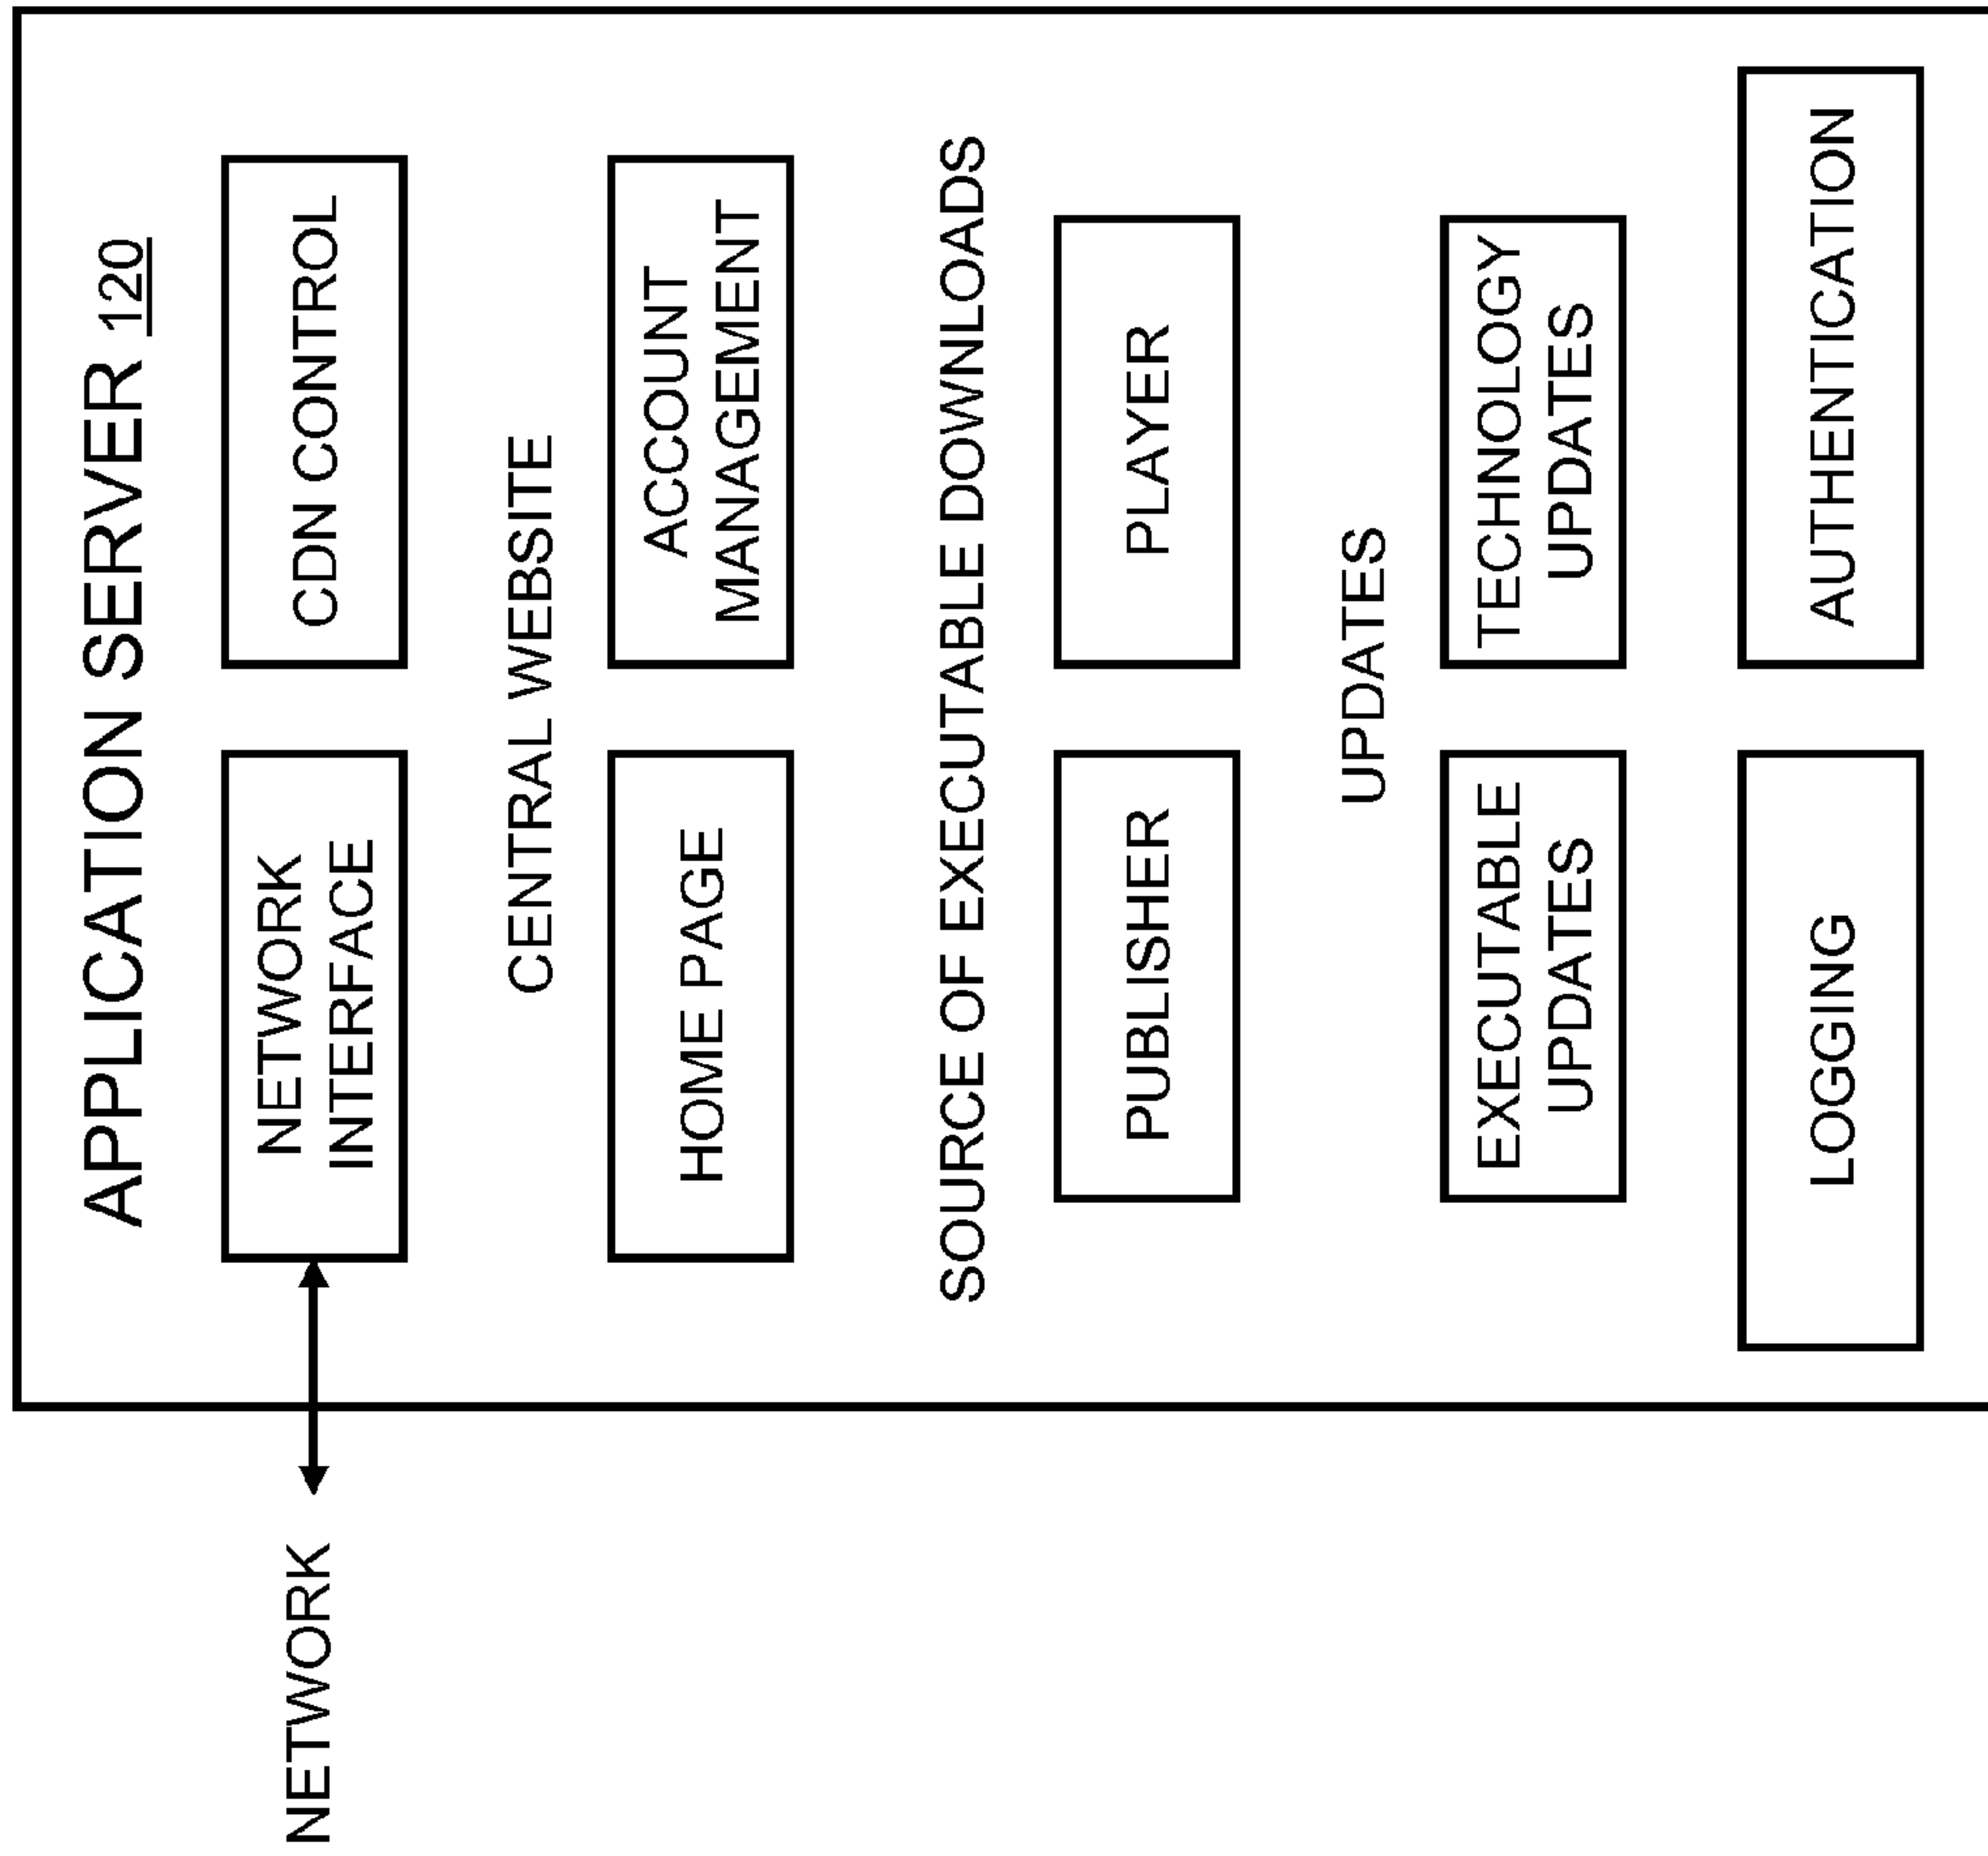 APPLICATION SERVER 120
NETWORK
NETWORK
INTERFACE
CDN CONTROL
CENTRAL WEBSITE
HOME PAGE
ACCOUNT
MANAGEMENT
SOURCE OF EXECUTABLE DOWNLOADS
PUBLISHER
PLAYER
UPDATES
EXECUTABLE
UPDATES
TECHNOLOGY
UPDATES
LOGGING
AUTHENTICATION